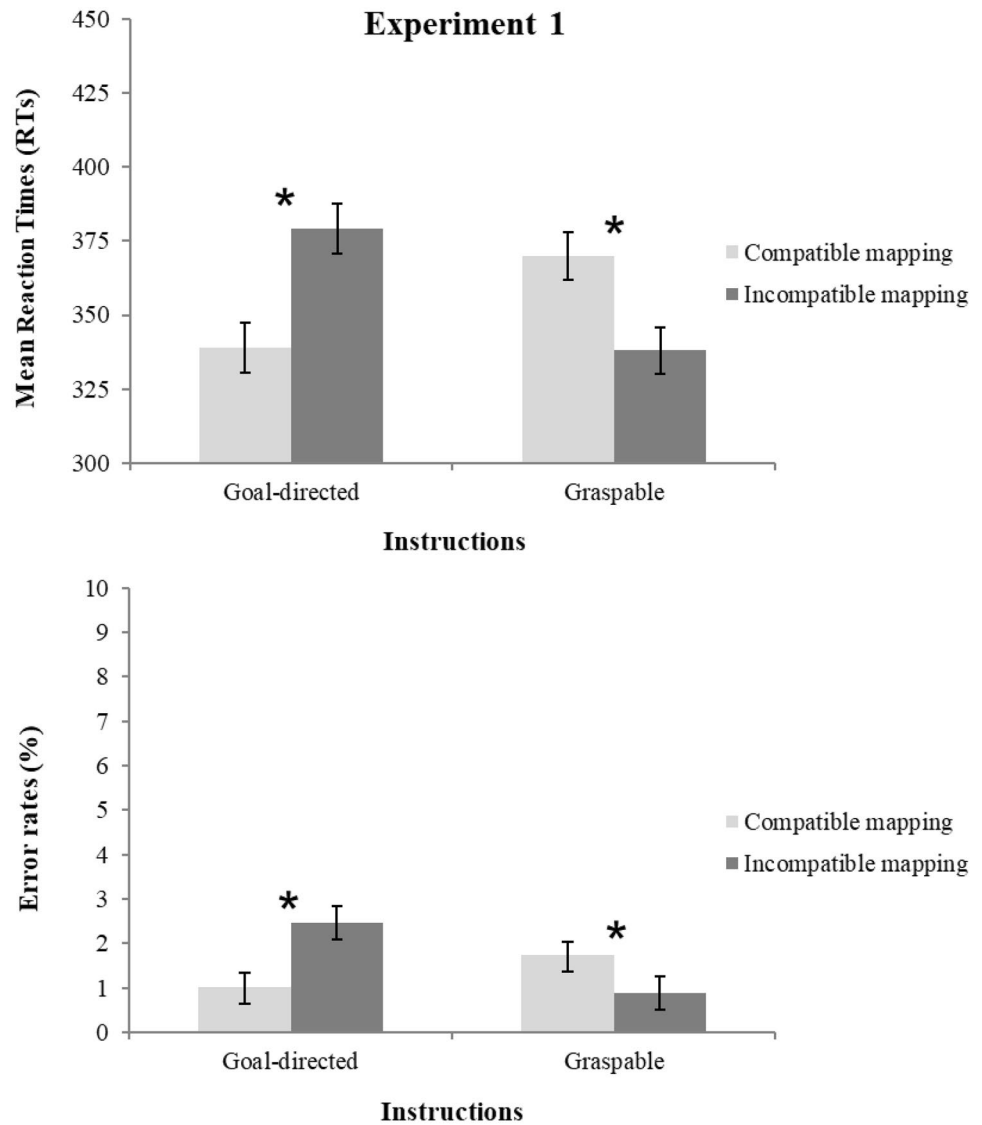 Experiment 1
Mean Reaction Times (RTs)
450
425
400
375
350
325
300
*
*
Goal-directed
Graspable
Instructions
Compatible mapping
Incompatible mapping
Error rates (%)
10
9
8
7
6
5
4
3
2
1
0
*
*
Goal-directed
Graspable
Instructions
Compatible mapping
Incompatible mapping